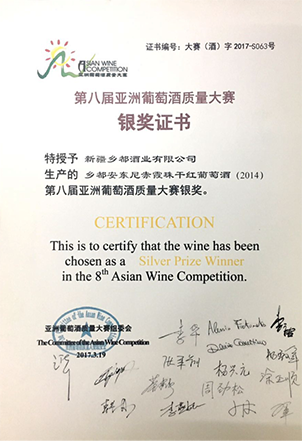 ASIAN WINE
COMPETITION
亚洲葡萄酒质量大赛
证书编号：大赛（酒）字 2017-S063号
第八届亚洲葡萄酒质量大赛
银奖证书
特授予 新疆乡都酒业有限公司
生产的 乡都安东尼赤霞珠干红葡萄酒（2014）
第八届亚洲葡萄酒质量大赛银奖。
CERTIFICATION
This is to certify that the wine has been
chosen as a Silver Prize Winner
in the 8th Asian Wine Competition.
亚洲葡萄酒质量大赛组委会
The Committee of the Asian Wine Competition
2017.3.19
李华
周劲松